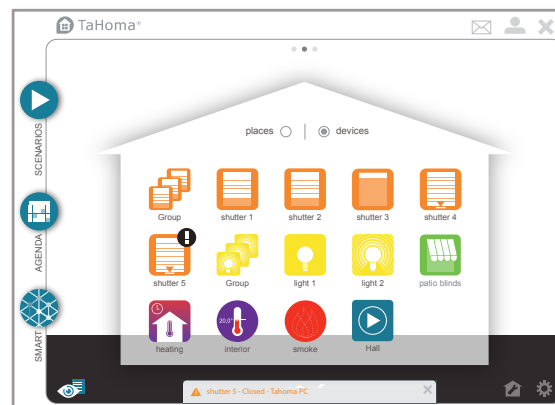 TaHoma®
places
devices
SCENARIOS
AGENDA
SMART
Group
shutter 1
shutter 2
shutter 3
shutter 4
shutter 5
Group
light 1
light 2
patio blinds
20,0°
heating
interior
smoke
Hall
shutter 5 - Closed - Tahoma PC